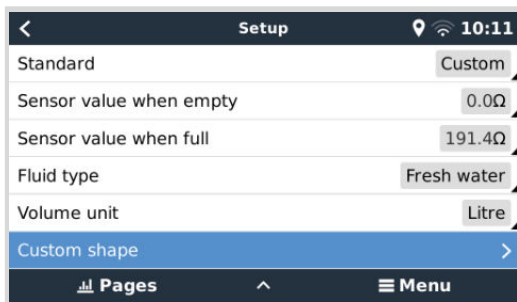 Setup 10:11
Standard Custom
Sensor value when empty 0.0Ω
Sensor value when full 191.4Ω
Fluid type Fresh water
Volume unit Litre
Custom shape
Pages Menu